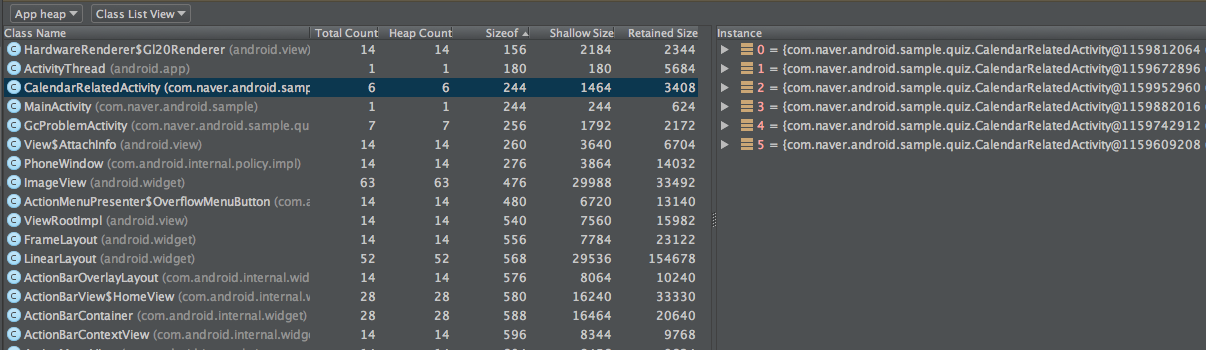 App heap Class List View
Class Name Total Count Heap Count Sizeof Shallow Size Retained Size Instance
HardwareRenderer$Gl20Renderer (android.view) 14 14 156 2184 2344
ActivityThread (android.app) 1 1 180 180 5684
CalendarRelatedActivity (com.naver.android.samp 6 6 244 1464 3408
MainActivity (com.naver.android.sample) 1 1 244 244 624
GcProblemActivity (com.naver.android.sample.qu 7 7 256 1792 2172
View$AttachInfo (android.view) 14 14 260 3640 6704
PhoneWindow (com.android.internal.policy.impl) 14 14 276 3864 14032
ImageView (android.widget) 63 63 476 29988 33492
ActionMenuPresenter$OverflowMenuButton (com.a 14 14 480 6720 13140
ViewRootImpl (android.view) 14 14 540 7560 15982
FrameLayout (android.widget) 14 14 556 7784 23122
LinearLayout (android.widget) 52 52 568 29536 154678
ActionBarOverlayLayout (com.android.internal.wid 14 14 576 8064 10240
ActionBarView$HomeView (com.android.internal.v 28 28 580 16240 33330
ActionBarContainer (com.android.internal.widget 28 28 588 16464 20640
ActionBarContextView (com.android.internal.widg 14 14 596 8344 9768
0 = {com.naver.android.sample.quiz.CalendarRelatedActivity@1159812064
1 = {com.naver.android.sample.quiz.CalendarRelatedActivity@1159672896
2 = {com.naver.android.sample.quiz.CalendarRelatedActivity@1159952960
3 = {com.naver.android.sample.quiz.CalendarRelatedActivity@1159882016
4 = {com.naver.android.sample.quiz.CalendarRelatedActivity@1159742912
5 = {com.naver.android.sample.quiz.CalendarRelatedActivity@1159609208